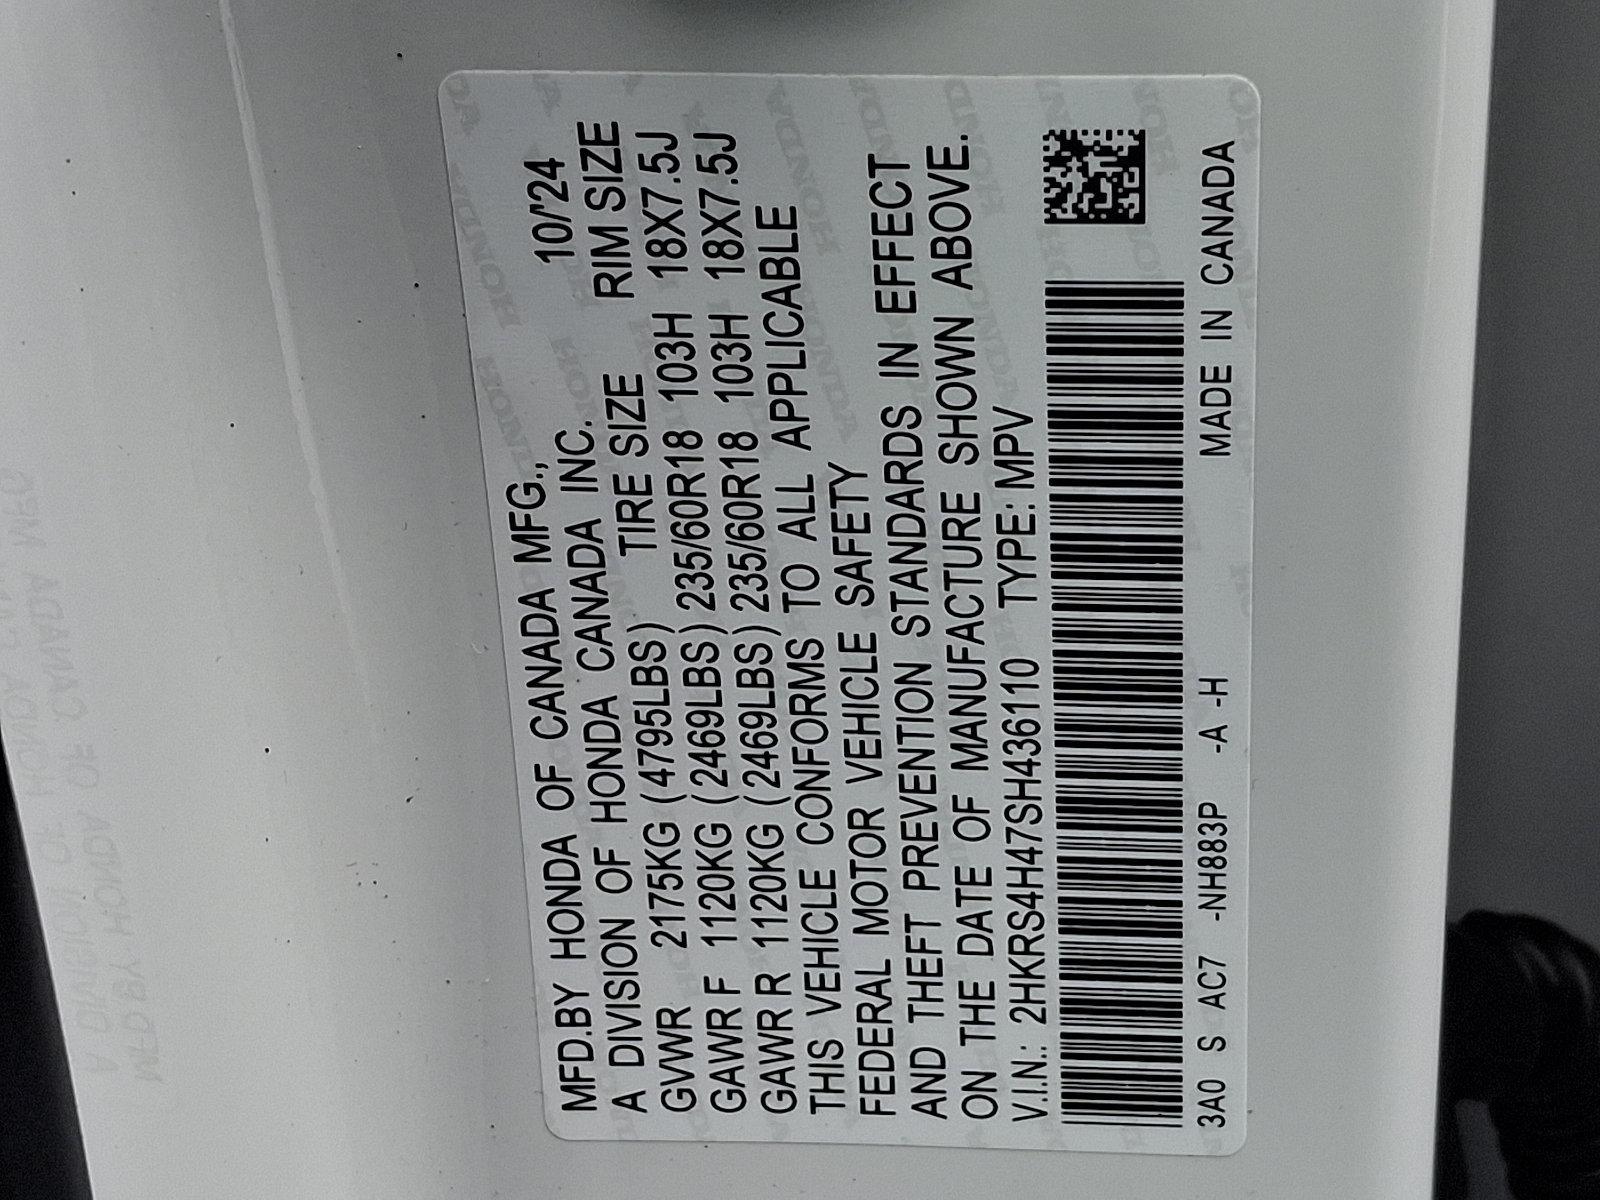 MFD.BY HONDA OF CANADA MFG., 10/'24
A DIVISION OF HONDA CANADA INC.
TIRE SIZE RIM SIZE
GVWR 2175KG (4795LBS)
GAWR F 1120KG (2469LBS) 235/60R18 103H 18X7.5J
GAWR R 1120KG (2469LBS) 235/60R18 103H 18X7.5J
THIS VEHICLE CONFORMS TO ALL APPLICABLE
FEDERAL MOTOR VEHICLE SAFETY
AND THEFT PREVENTION STANDARDS IN EFFECT
ON THE DATE OF MANUFACTURE SHOWN ABOVE.
V.I.N.: 2HKRS4H47SH436110 TYPE: MPV
3A0 S AC7 -NH883P -A -H MADE IN CANADA